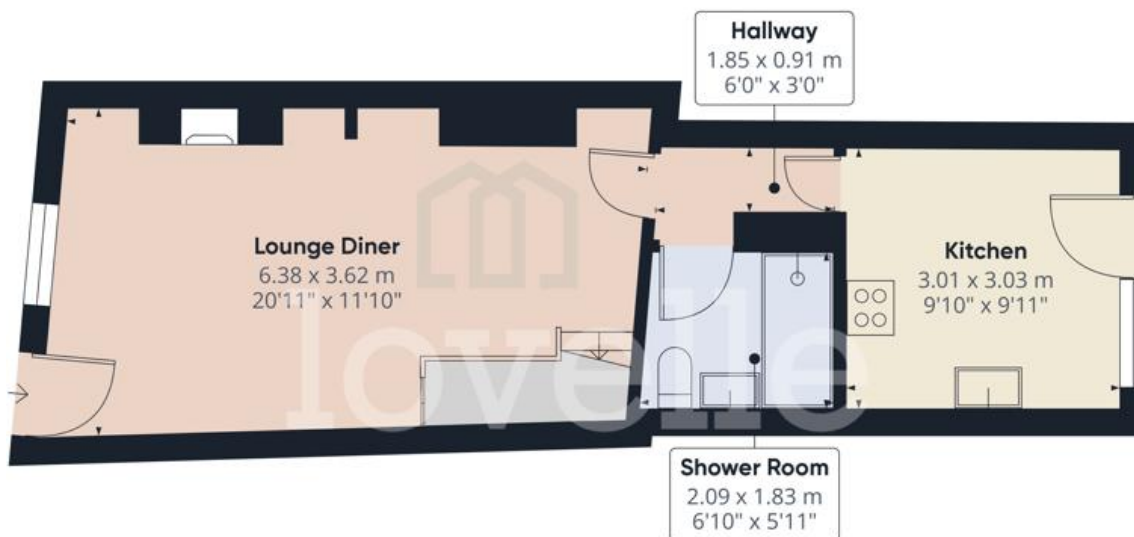 Hallway
1.85 x 0.91 m
6'0" x 3'0"
Lounge Diner
6.38 x 3.62 m
20'11" x 11'10"
Kitchen
3.01 x 3.03 m
9'10" x 9'11"
lovelle
Shower Room
2.09 x 1.83 m
6'10" x 5'11"